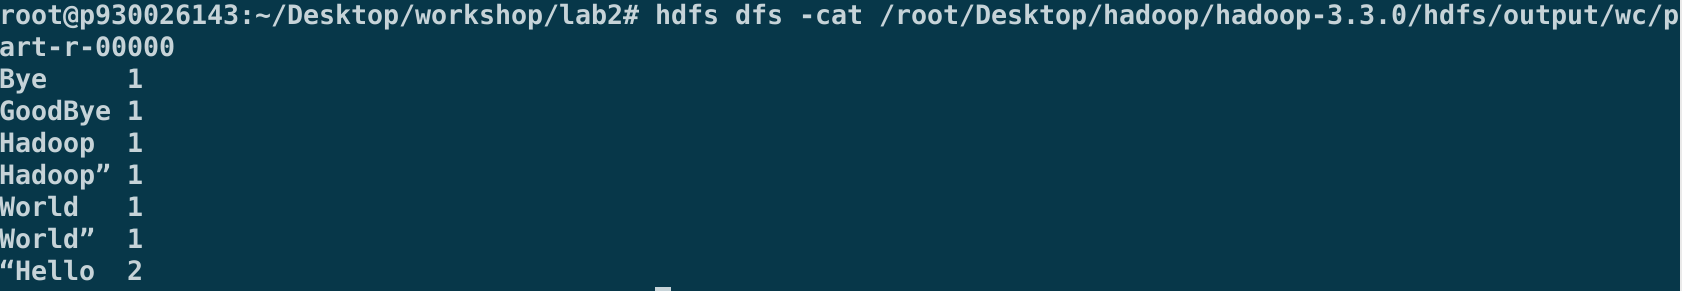 root@p930026143:~/Desktop/workshop/lab2# hdfs dfs -cat /root/Desktop/hadoop/hadoop-3.3.0/hdfs/output/wc/p
art-r-00000
Bye     1
GoodBye 1
Hadoop  1
Hadoop” 1
World   1
World”  1
“Hello  2